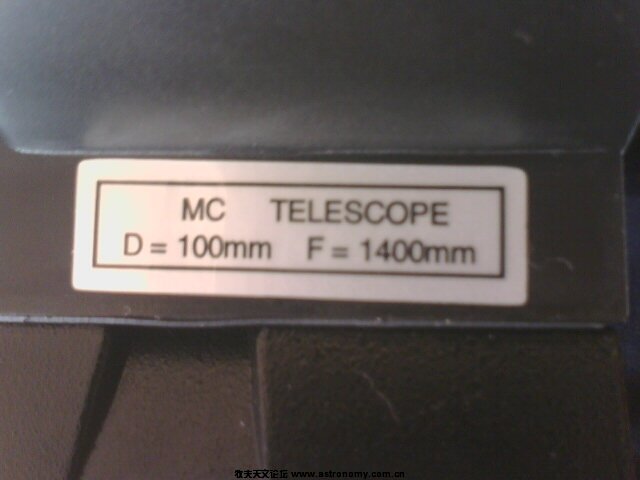 MC TELESCOPE
D = 100mm F = 1400mm
牧夫天文论坛 www.astronomy.com.cn